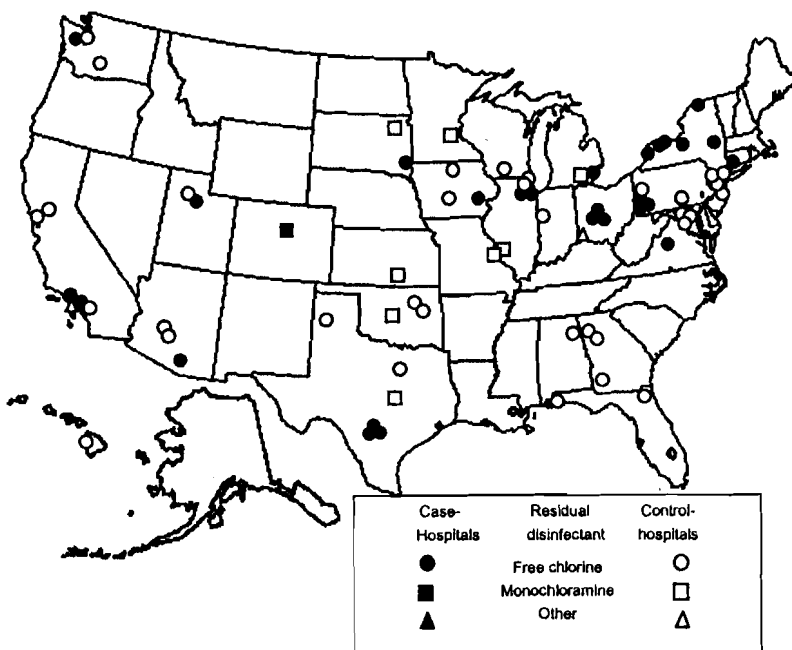 Case- Residual Control-
Hospitals disinfectant hospitals
Free chlorine
Monochloramine
Other